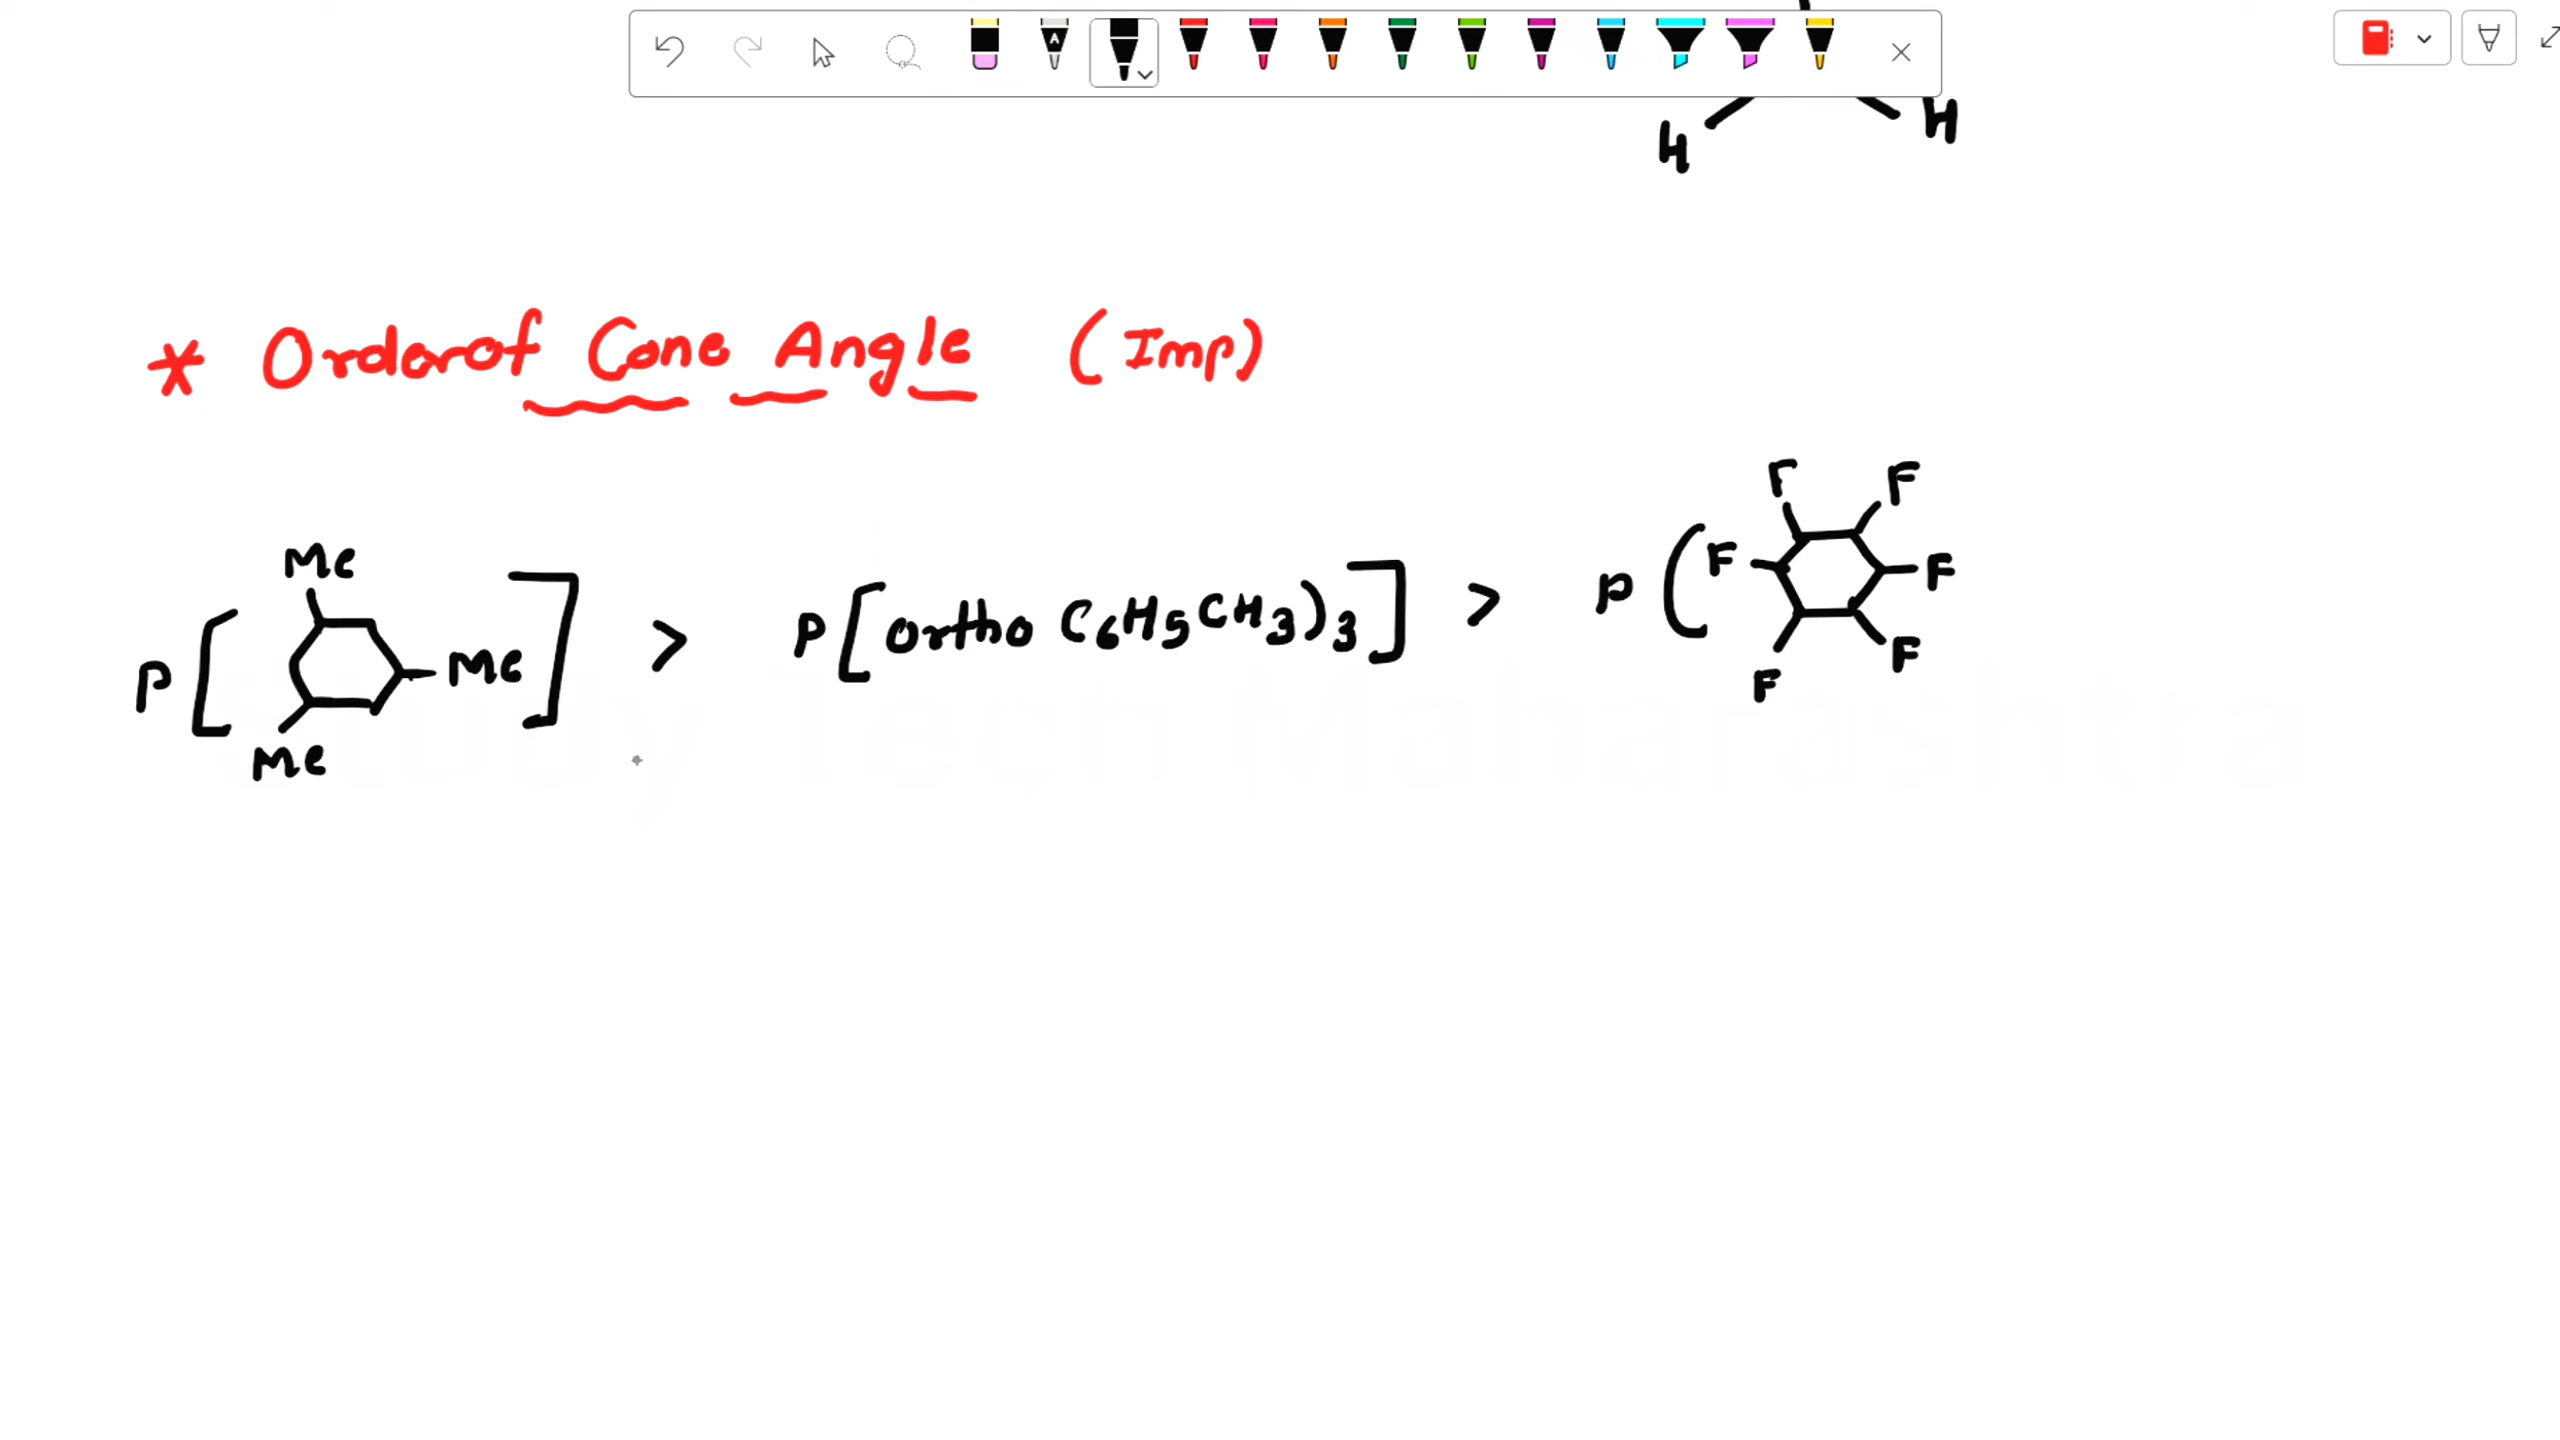 H H
* Order of Cone Angle (Imp)
P[ Me Me Me ] > P[ortho C6H5CH3)3] > P( F F F F F F